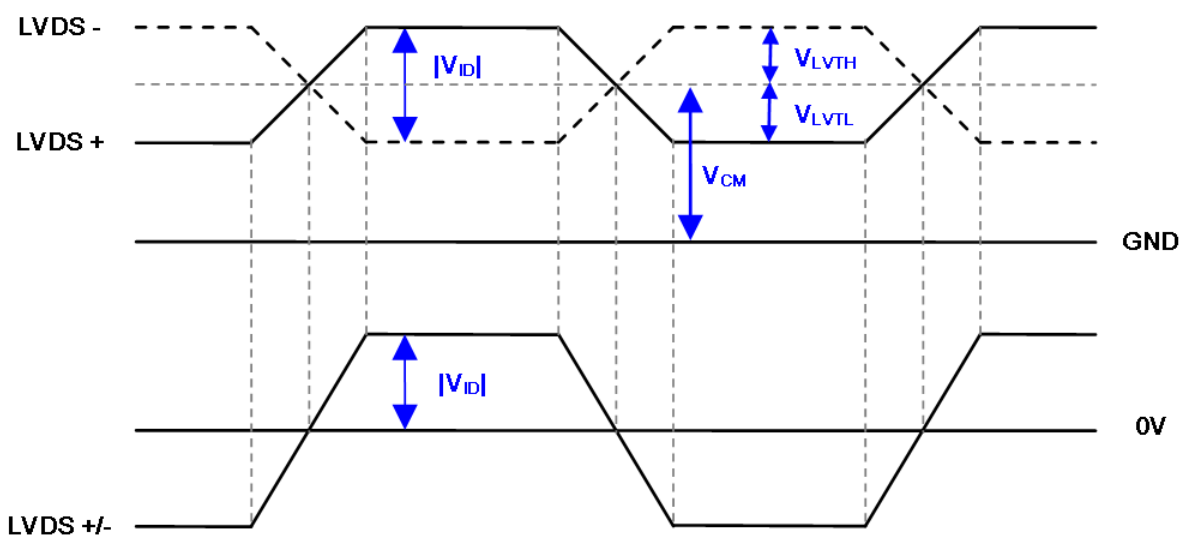 LVDS -
|VID|
VLVTH
VLVTL
LVDS +
VCM
GND
|VID|
0V
LVDS +/-